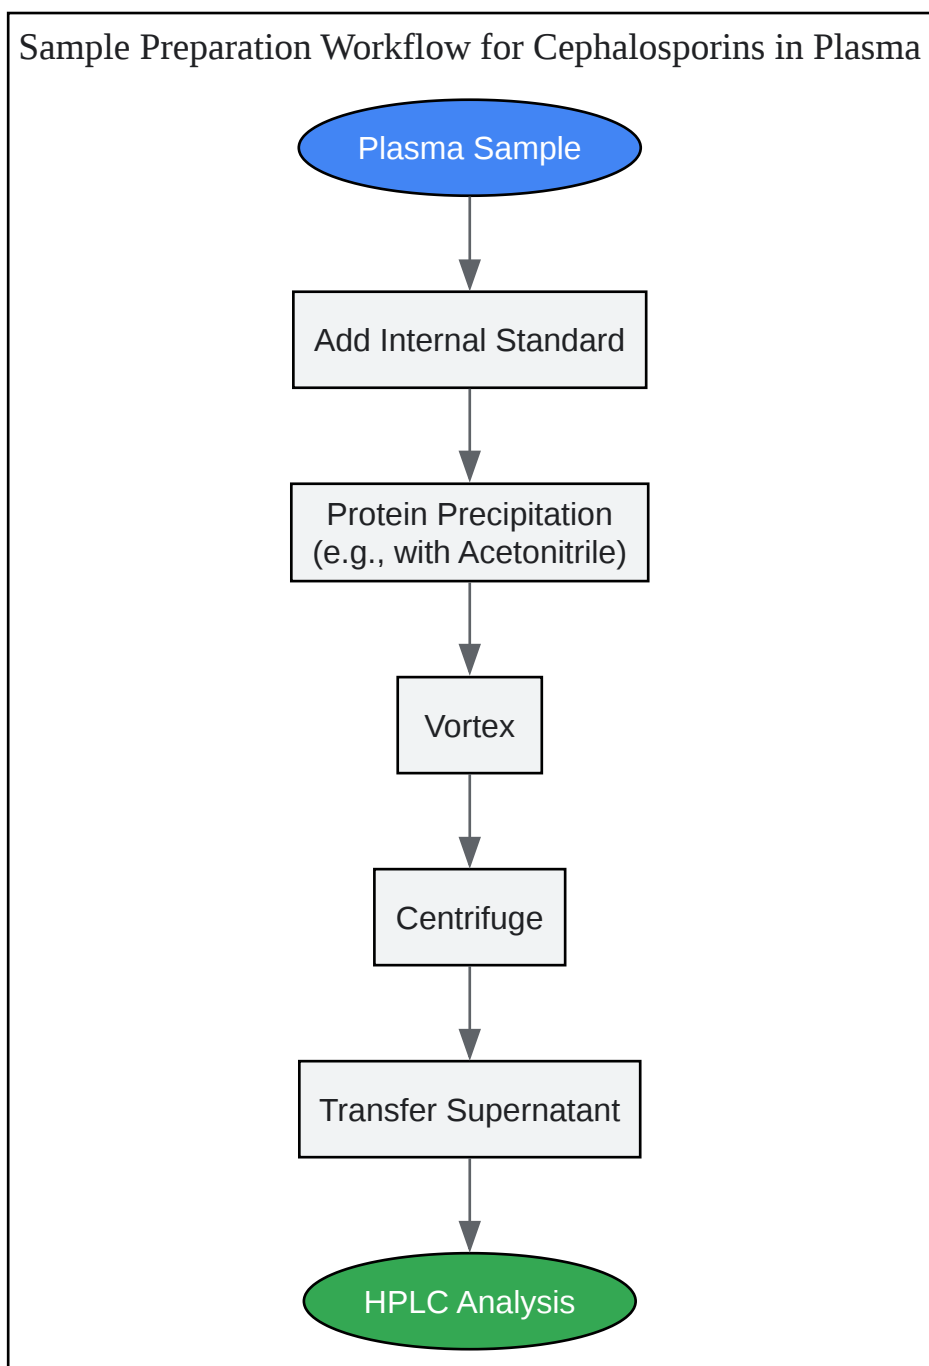 Sample Preparation Workflow for Cephalosporins in Plasma
Plasma Sample
Add Internal Standard
Protein Precipitation
(e.g., with Acetonitrile)
Vortex
Centrifuge
Transfer Supernatant
HPLC Analysis